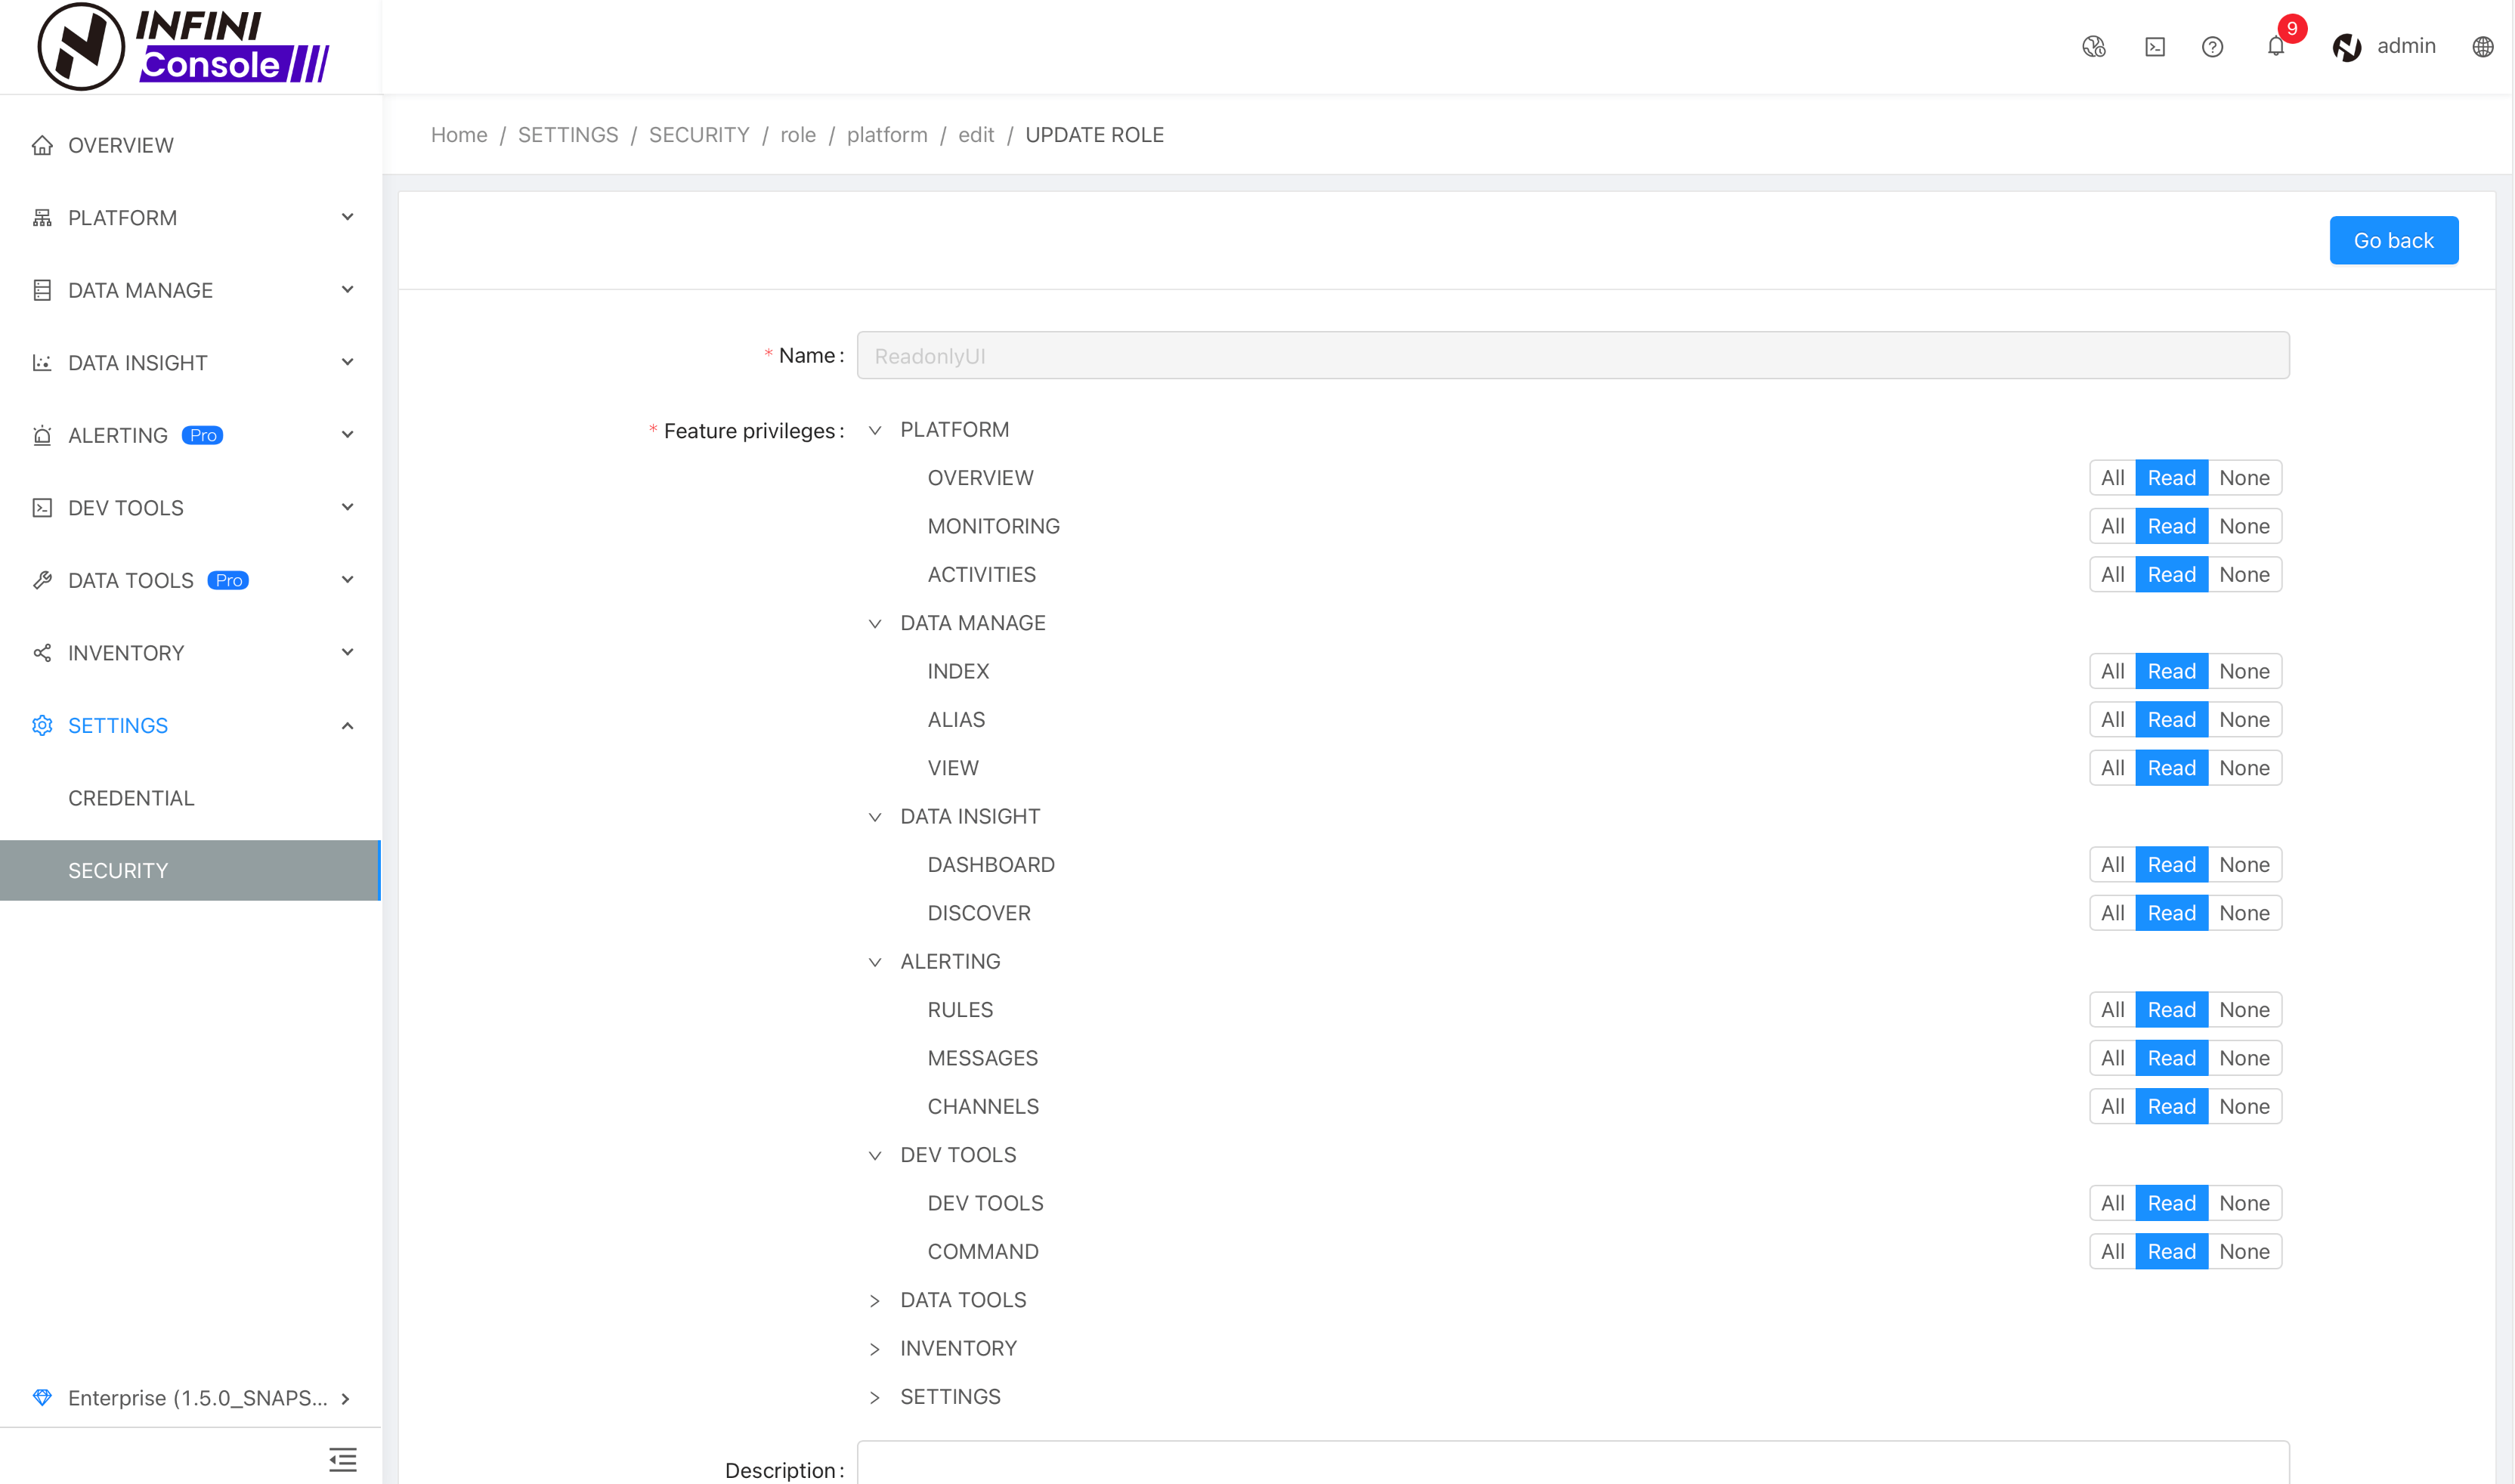 INFINI
Console
9
admin
OVERVIEW
PLATFORM
DATA MANAGE
DATA INSIGHT
ALERTING Pro
DEV TOOLS
DATA TOOLS Pro
INVENTORY
SETTINGS
CREDENTIAL
SECURITY
Enterprise (1.5.0_SNAPS...
Home / SETTINGS / SECURITY / role / platform / edit / UPDATE ROLE
Go back
* Name : ReadonlyUI
* Feature privileges : PLATFORM
OVERVIEW All Read None
MONITORING All Read None
ACTIVITIES All Read None
DATA MANAGE
INDEX All Read None
ALIAS All Read None
VIEW All Read None
DATA INSIGHT
DASHBOARD All Read None
DISCOVER All Read None
ALERTING
RULES All Read None
MESSAGES All Read None
CHANNELS All Read None
DEV TOOLS
DEV TOOLS All Read None
COMMAND All Read None
DATA TOOLS
INVENTORY
SETTINGS
Description :